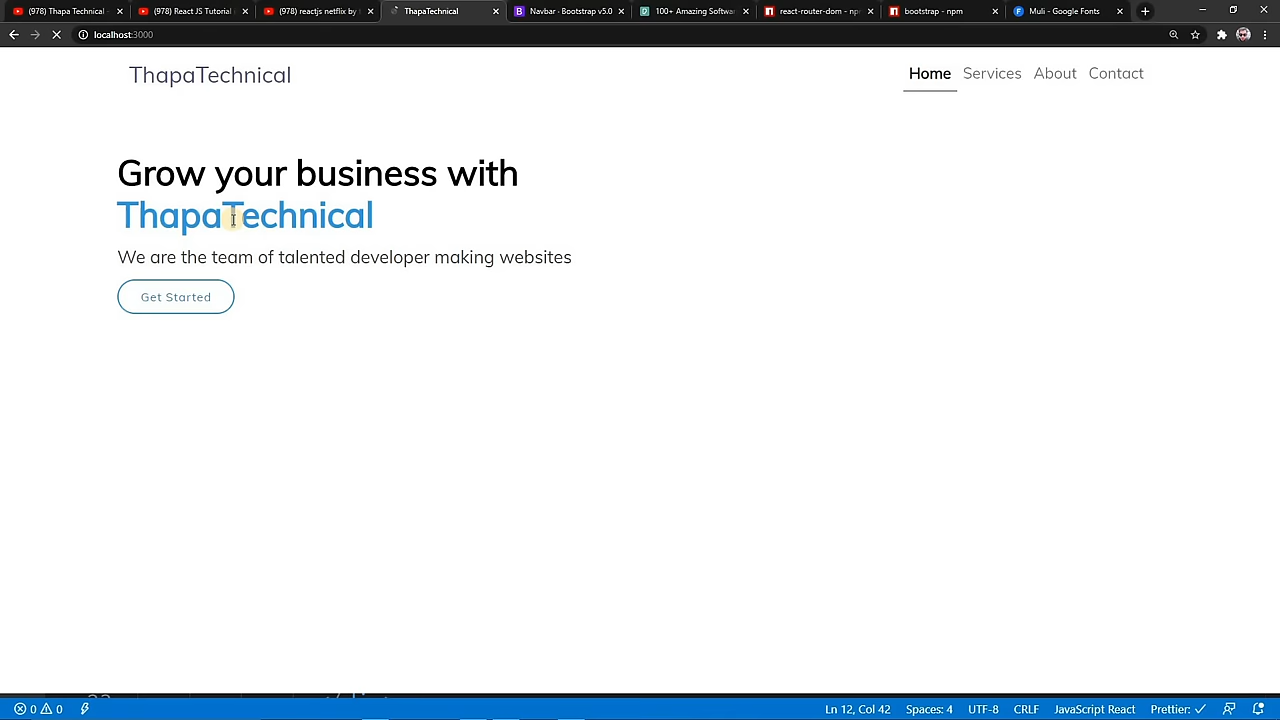 (978) Thapa Technical -
(978) React JS Tutorial i
(978) reactjs netflix by t
ThapaTechnical
Navbar · Bootstrap v5.0
100+ Amazing Softwa
react-router-dom - npm
bootstrap - npm
Muli - Google Fonts
localhost:3000
ThapaTechnical
Home Services About Contact
Grow your business with
ThapaTechnical
We are the team of talented developer making websites
Get Started
0 0 Ln 12, Col 42 Spaces: 4 UTF-8 CRLF JavaScript React Prettier: ✓